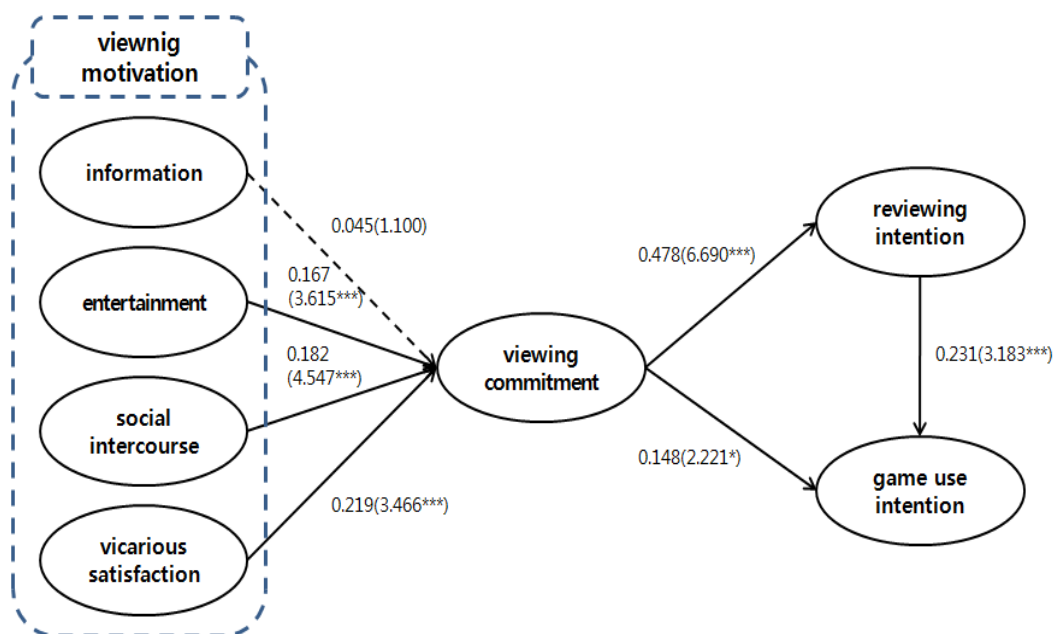 viewnig
motivation
information
0.045(1.100)
entertainment
0.167
(3.615***)
0.182
(4.547***)
social
intercourse
0.219(3.466***)
vicarious
satisfaction
viewing
commitment
0.478(6.690***)
reviewing
intention
0.231(3.183***)
0.148(2.221*)
game use
intention